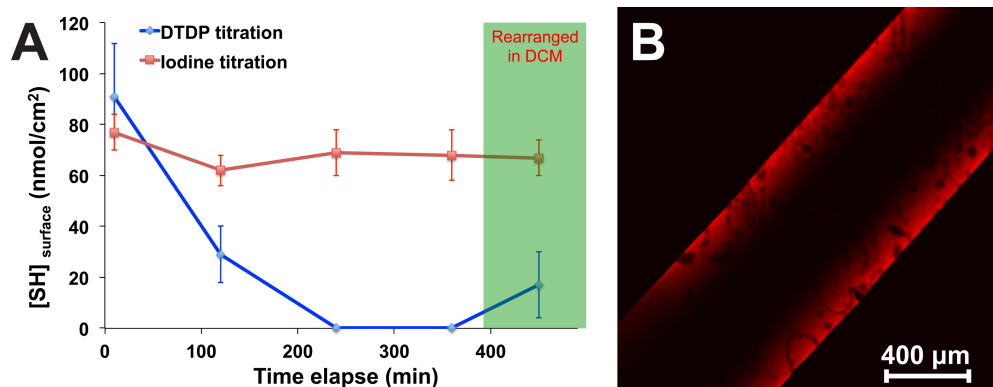 A
DTDP titration
Iodine titration
Rearranged
in DCM
[SH] surface (nmol/cm²)
120
100
80
60
40
20
0
0
100
200
300
400
Time elapse (min)
B
400 μm